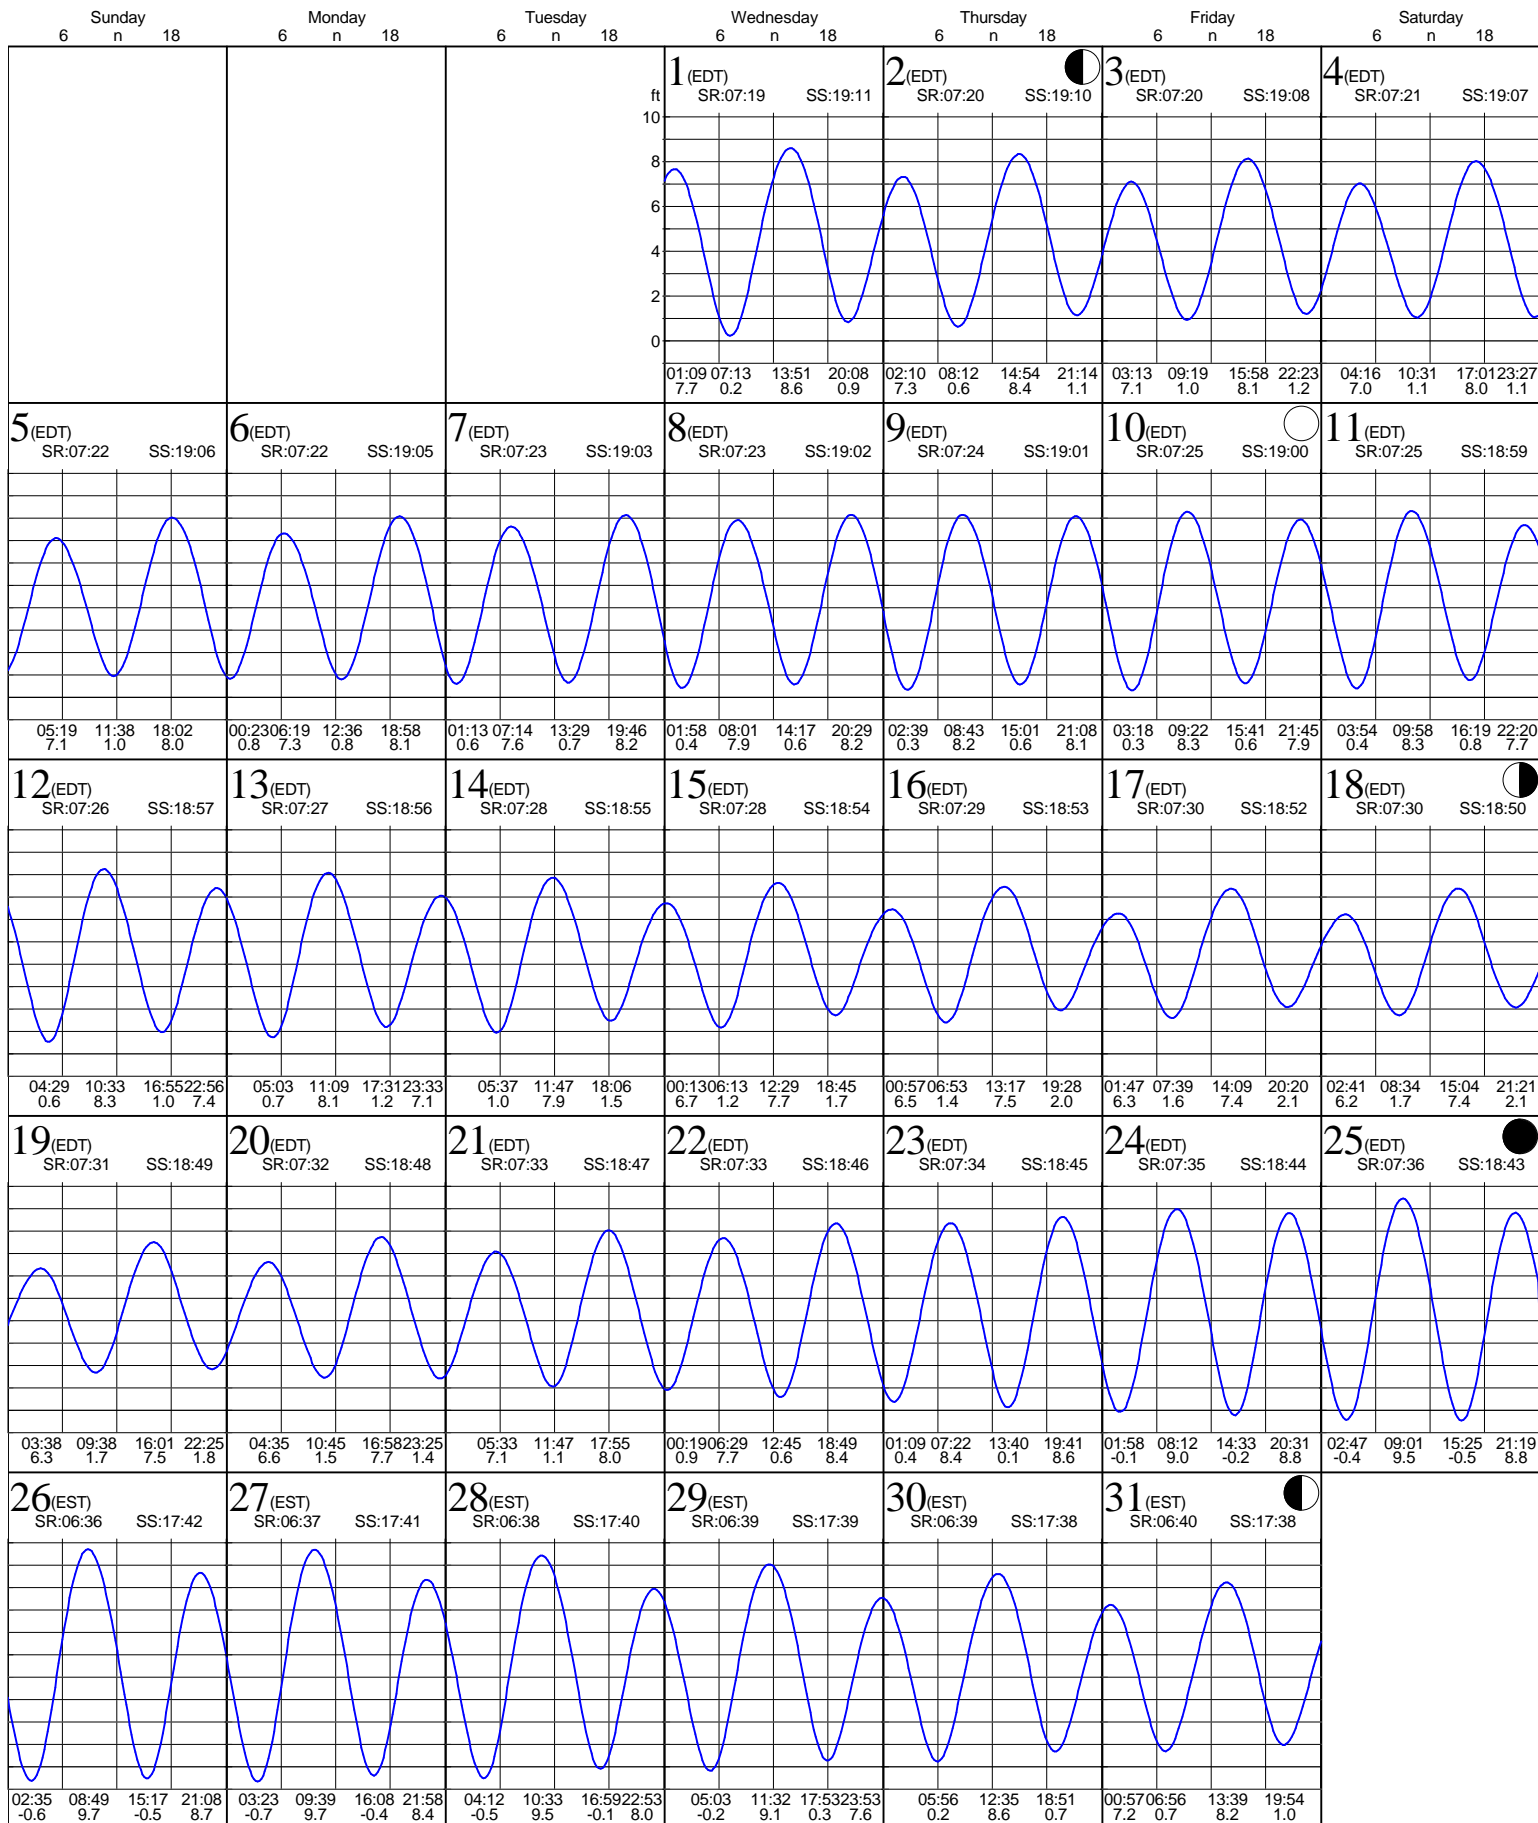 Sunday Monday Tuesday Wednesday Thursday Friday Saturday
6 n 18 6 n 18 6 n 18 6 n 18 6 n 18 6 n 18 6 n 18
1(EDT) 2(EDT) 3(EDT) 4(EDT)
ft SR:07:19 SS:19:11 SR:07:20 SS:19:10 SR:07:20 SS:19:08 SR:07:21 SS:19:07
10
8
6
4
2
0
01:09 07:13 13:51 20:08 02:10 08:12 14:54 21:14 03:13 09:19 15:58 22:23 04:16 10:31 17:01 23:27
7.7 0.2 8.6 0.9 7.3 0.6 8.4 1.1 7.1 1.0 8.1 1.2 7.0 1.1 8.0 1.1
5(EDT) 6(EDT) 7(EDT) 8(EDT) 9(EDT) 10(EDT) 11(EDT)
SR:07:22 SS:19:06 SR:07:22 SS:19:05 SR:07:23 SS:19:03 SR:07:23 SS:19:02 SR:07:24 SS:19:01 SR:07:25 SS:19:00 SR:07:25 SS:18:59
05:19 11:38 18:02 00:23 06:19 12:36 18:58 01:13 07:14 13:29 19:46 01:58 08:01 14:17 20:29 02:39 08:43 15:01 21:08 03:18 09:22 15:41 21:45 03:54 09:58 16:19 22:20
7.1 1.0 8.0 0.8 7.3 0.8 8.1 0.6 7.6 0.7 8.2 0.4 7.9 0.6 8.2 0.3 8.2 0.6 8.1 0.3 8.3 0.6 7.9 0.4 8.3 0.8 7.7
12(EDT) 13(EDT) 14(EDT) 15(EDT) 16(EDT) 17(EDT) 18(EDT)
SR:07:26 SS:18:57 SR:07:27 SS:18:56 SR:07:28 SS:18:55 SR:07:28 SS:18:54 SR:07:29 SS:18:53 SR:07:30 SS:18:52 SR:07:30 SS:18:50
04:29 10:33 16:55 22:56 05:03 11:09 17:31 23:33 05:37 11:47 18:06 00:13 06:13 12:29 18:45 00:57 06:53 13:17 19:28 01:47 07:39 14:09 20:20 02:41 08:34 15:04 21:21
0.6 8.3 1.0 7.4 0.7 8.1 1.2 7.1 1.0 7.9 1.5 6.7 1.2 7.7 1.7 6.5 1.4 7.5 2.0 6.3 1.6 7.4 2.1 6.2 1.7 7.4 2.1
19(EDT) 20(EDT) 21(EDT) 22(EDT) 23(EDT) 24(EDT) 25(EDT)
SR:07:31 SS:18:49 SR:07:32 SS:18:48 SR:07:33 SS:18:47 SR:07:33 SS:18:46 SR:07:34 SS:18:45 SR:07:35 SS:18:44 SR:07:36 SS:18:43
03:38 09:38 16:01 22:25 04:35 10:45 16:58 23:25 05:33 11:47 17:55 00:19 06:29 12:45 18:49 01:09 07:22 13:40 19:41 01:58 08:12 14:33 20:31 02:47 09:01 15:25 21:19
6.3 1.7 7.5 1.8 6.6 1.5 7.7 1.4 7.1 1.1 8.0 0.9 7.7 0.6 8.4 0.4 8.4 0.1 8.6 -0.1 9.0 -0.2 8.8 -0.4 9.5 -0.5 8.8
26(EST) 27(EST) 28(EST) 29(EST) 30(EST) 31(EST)
SR:06:36 SS:17:42 SR:06:37 SS:17:41 SR:06:38 SS:17:40 SR:06:39 SS:17:39 SR:06:39 SS:17:38 SR:06:40 SS:17:38
02:35 08:49 15:17 21:08 03:23 09:39 16:08 21:58 04:12 10:33 16:59 22:53 05:03 11:32 17:53 23:53 05:56 12:35 18:51 00:57 06:56 13:39 19:54
-0.6 9.7 -0.5 8.7 -0.7 9.7 -0.4 8.4 -0.5 9.5 -0.1 8.0 -0.2 9.1 0.3 7.6 0.2 8.6 0.7 7.2 0.7 8.2 1.0